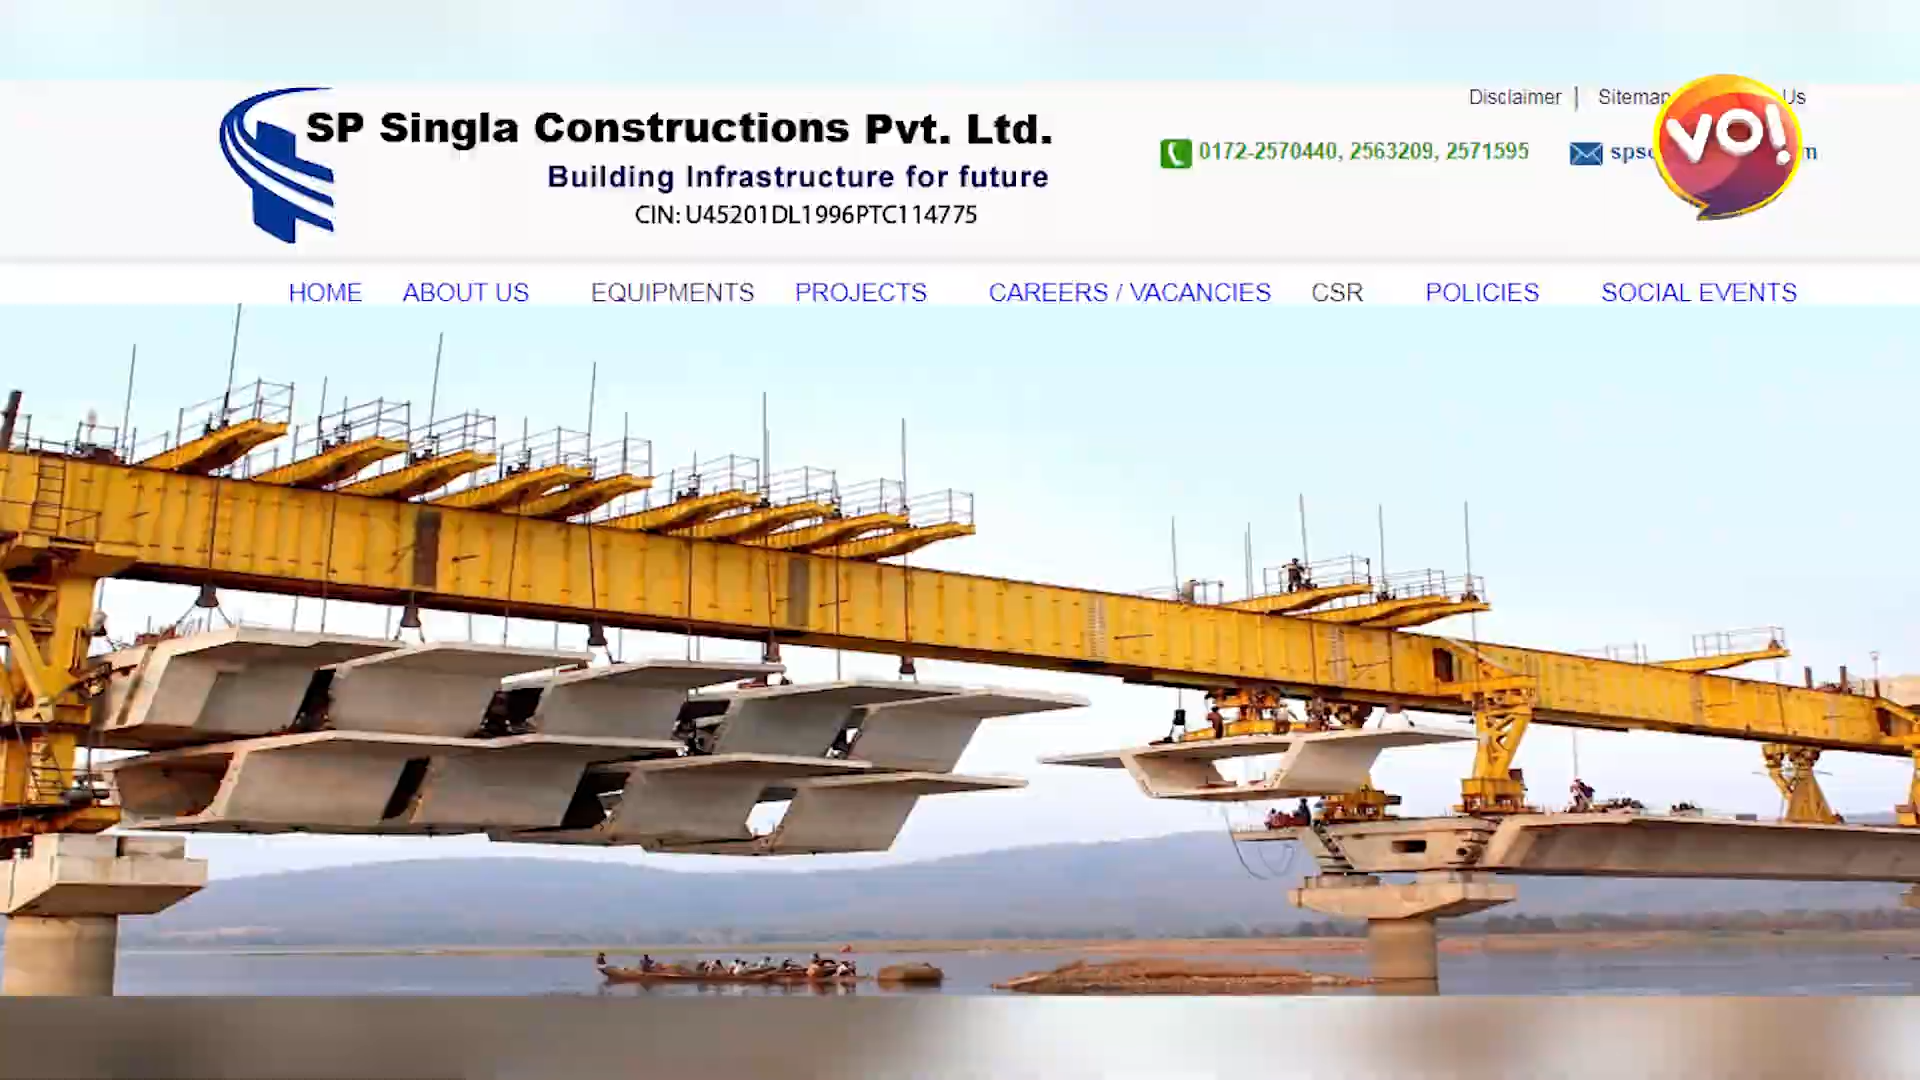 Disclaimer | Sitemap Us
SP Singla Constructions Pvt. Ltd.
Building Infrastructure for future
CIN: U45201DL1996PTC114775
0172-2570440, 2563209, 2571595
VO!
HOME ABOUT US EQUIPMENTS PROJECTS CAREERS / VACANCIES CSR POLICIES SOCIAL EVENTS